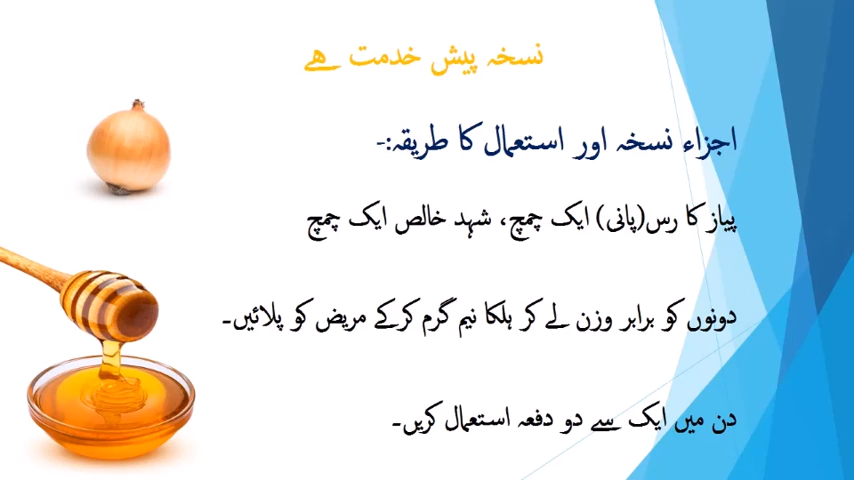 نسخہ پیش خدمت ہے
اجزاء نسخہ اور استعمال کا طریقہ:-
پیاز کا رس(پانی) ایک چمچ، شہد خالص ایک چمچ
دونوں کو برابر وزن لے کر ہلکا نیم گرم کرکے مریض کو پلائیں۔
دن میں ایک سے دو دفعہ استعمال کریں۔